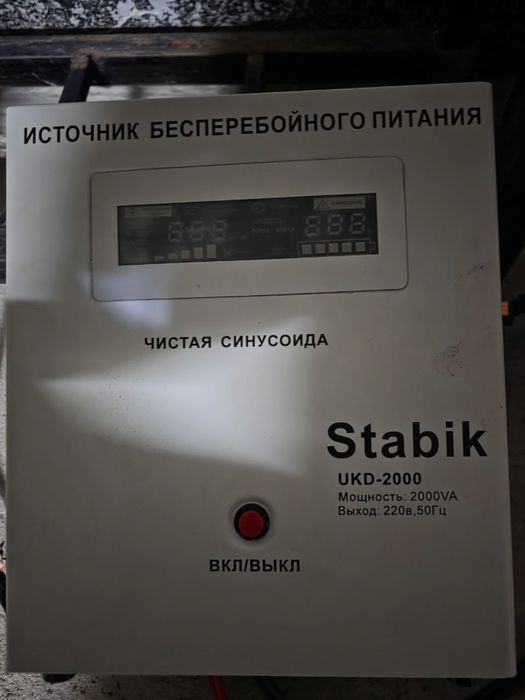 ИСТОЧНИК БЕСПЕРЕБОЙНОГО ПИТАНИЯ
ЧИСТАЯ СИНУСОИДА
Stabik
UKD-2000
Мощность: 2000VA
Выход: 220в,50Гц
ВКЛ/ВЫКЛ